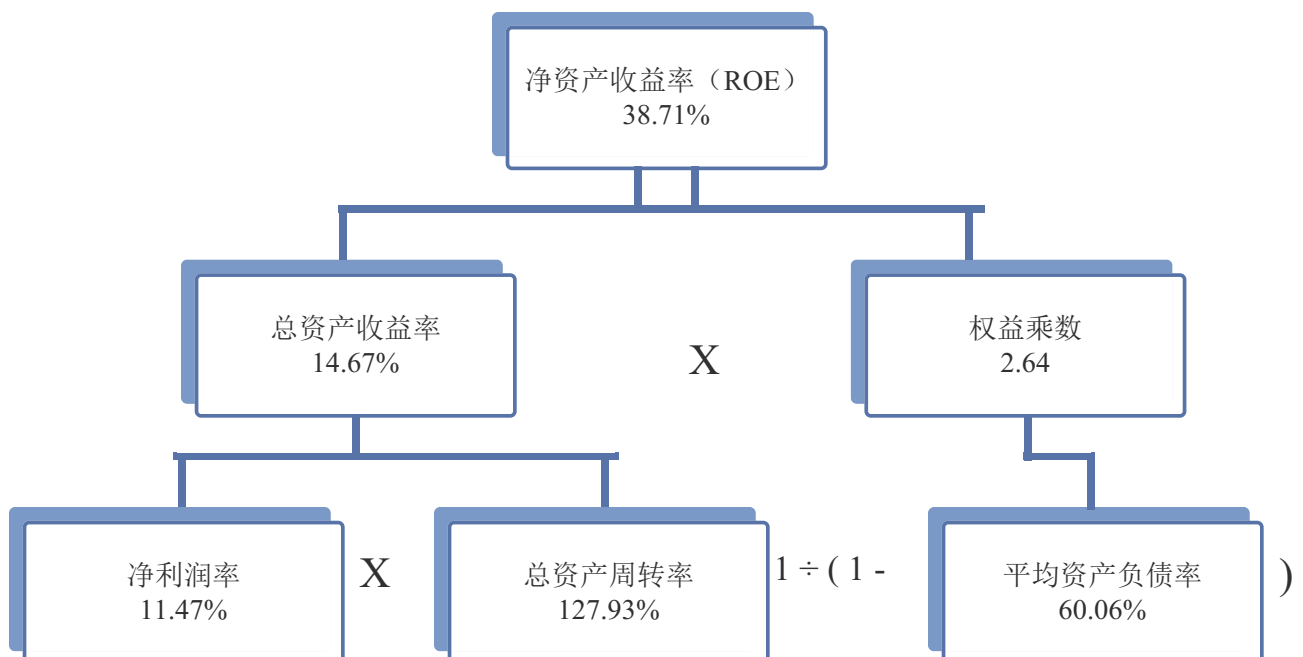 净资产收益率（ROE）
38.71%
总资产收益率
14.67%
X
权益乘数
2.64
净利润率
11.47%
X
总资产周转率
127.93%
1 ÷ ( 1 -
平均资产负债率
60.06%
)